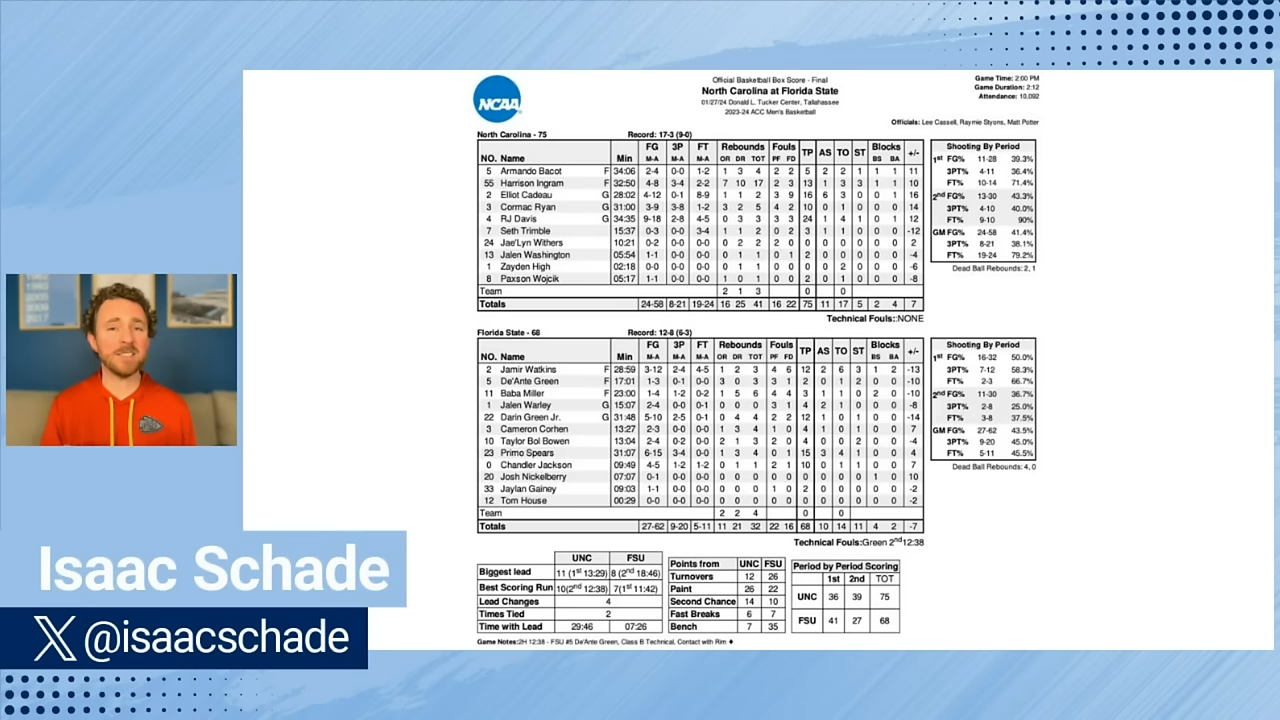 Official Basketball Box Score - Final
North Carolina at Florida State
01/27/24 Donald L. Tucker Center, Tallahassee
2023-24 ACC Men's Basketball
NCAA
Game Time: 2:00 PM
Game Duration: 2:12
Attendance: 10,092
Officials: Lee Cassell, Raymie Styons, Matt Potter
North Carolina - 75 Record: 17-3 (9-0)
FG 3P FT Rebounds Fouls TP AS TO ST Blocks +/-
NO. Name Min M-A M-A M-A OR DR TOT PF FD BS BA
5 Armando Bacot F 34:06 2-4 0-0 1-2 1 3 4 1 2 5 2 2 1 1 1 11
55 Harrison Ingram F 32:50 4-8 3-4 2-2 7 10 17 2 3 13 1 3 3 1 1 10
2 Elliot Cadeau G 28:02 4-12 0-1 8-9 1 1 2 3 9 16 6 3 0 0 1 16
3 Cormac Ryan G 31:00 3-9 3-8 1-2 3 2 5 4 2 10 0 1 0 0 0 14
4 RJ Davis G 34:35 9-18 2-8 4-5 0 3 3 3 3 24 1 4 1 0 1 12
7 Seth Trimble 15:37 0-3 0-0 3-4 1 1 2 0 2 3 1 1 0 0 0 -12
24 Jae'Lyn Withers 10:21 0-2 0-0 0-0 0 2 2 2 0 0 0 0 0 0 0 2
13 Jalen Washington 05:54 1-1 0-0 0-0 0 1 1 0 1 2 0 0 0 0 0 -4
1 Zayden High 02:18 0-0 0-0 0-0 0 1 1 0 0 0 0 2 0 0 0 -6
8 Paxson Wojcik 05:17 1-1 0-0 0-0 1 0 1 0 0 2 0 1 0 0 0 -8
Team 2 1 3 0 0
Totals 24-58 8-21 19-24 16 25 41 16 22 75 11 17 5 2 4 7
Technical Fouls::NONE
Shooting By Period
1st FG% 11-28 39.3%
3PT% 4-11 36.4%
FT% 10-14 71.4%
2nd FG% 13-30 43.3%
3PT% 4-10 40.0%
FT% 9-10 90%
GM FG% 24-58 41.4%
3PT% 8-21 38.1%
FT% 19-24 79.2%
Dead Ball Rebounds: 2, 1
Florida State - 68 Record: 12-8 (6-3)
FG 3P FT Rebounds Fouls TP AS TO ST Blocks +/-
NO. Name Min M-A M-A M-A OR DR TOT PF FD BS BA
2 Jamir Watkins F 28:59 3-12 2-4 4-5 1 2 3 4 6 12 2 6 3 1 2 -13
5 De'Ante Green F 17:01 1-3 0-1 0-0 3 0 3 3 1 2 0 1 2 0 0 -10
11 Baba Miller F 23:00 1-4 1-2 0-2 1 5 6 4 4 3 1 1 0 2 0 -10
1 Jalen Warley G 15:07 2-4 0-0 0-1 0 0 0 3 1 4 2 1 0 0 0 -8
22 Darin Green Jr. G 31:48 5-10 2-5 0-1 0 4 4 2 2 12 1 0 1 0 0 -14
3 Cameron Corhen 13:27 2-3 0-0 0-0 1 3 4 1 0 4 1 0 1 0 0 7
10 Taylor Bol Bowen 13:04 2-4 0-2 0-0 2 1 3 2 0 4 0 0 2 0 0 -4
23 Primo Spears 31:07 6-15 3-4 0-0 1 3 4 0 1 15 3 4 1 0 0 4
0 Chandler Jackson 09:49 4-5 1-2 1-2 0 1 1 2 1 10 0 1 1 0 0 7
20 Josh Nickelberry 07:07 0-1 0-0 0-0 0 0 0 0 0 0 0 0 0 1 0 10
33 Jaylan Gainey 09:03 1-1 0-0 0-0 0 0 0 1 0 2 0 0 0 0 0 -2
12 Tom House 00:29 0-0 0-0 0-0 0 0 0 0 0 0 0 0 0 0 0 -2
Team 2 2 4 0 0
Totals 27-62 9-20 5-11 11 21 32 22 16 68 10 14 11 4 2 -7
Technical Fouls:Green 2nd 12:38
Shooting By Period
1st FG% 16-32 50.0%
3PT% 7-12 58.3%
FT% 2-3 66.7%
2nd FG% 11-30 36.7%
3PT% 2-8 25.0%
FT% 3-8 37.5%
GM FG% 27-62 43.5%
3PT% 9-20 45.0%
FT% 5-11 45.5%
Dead Ball Rebounds: 4, 0
UNC FSU
Biggest lead 11 (1st 13:29) 8 (2nd 18:46)
Best Scoring Run 10(2nd 12:38) 7(1st 11:42)
Lead Changes 4
Times Tied 2
Time with Lead 29:46 07:26
Points from UNC FSU
Turnovers 12 26
Paint 26 22
Second Chance 14 10
Fast Breaks 6 7
Bench 7 35
Period by Period Scoring
1st 2nd TOT
UNC 36 39 75
FSU 41 27 68
Game Notes:2H 12:38 - FSU #5 De'Ante Green, Class B Technical, Contact with Rim
Isaac Schade
X @isaacschade